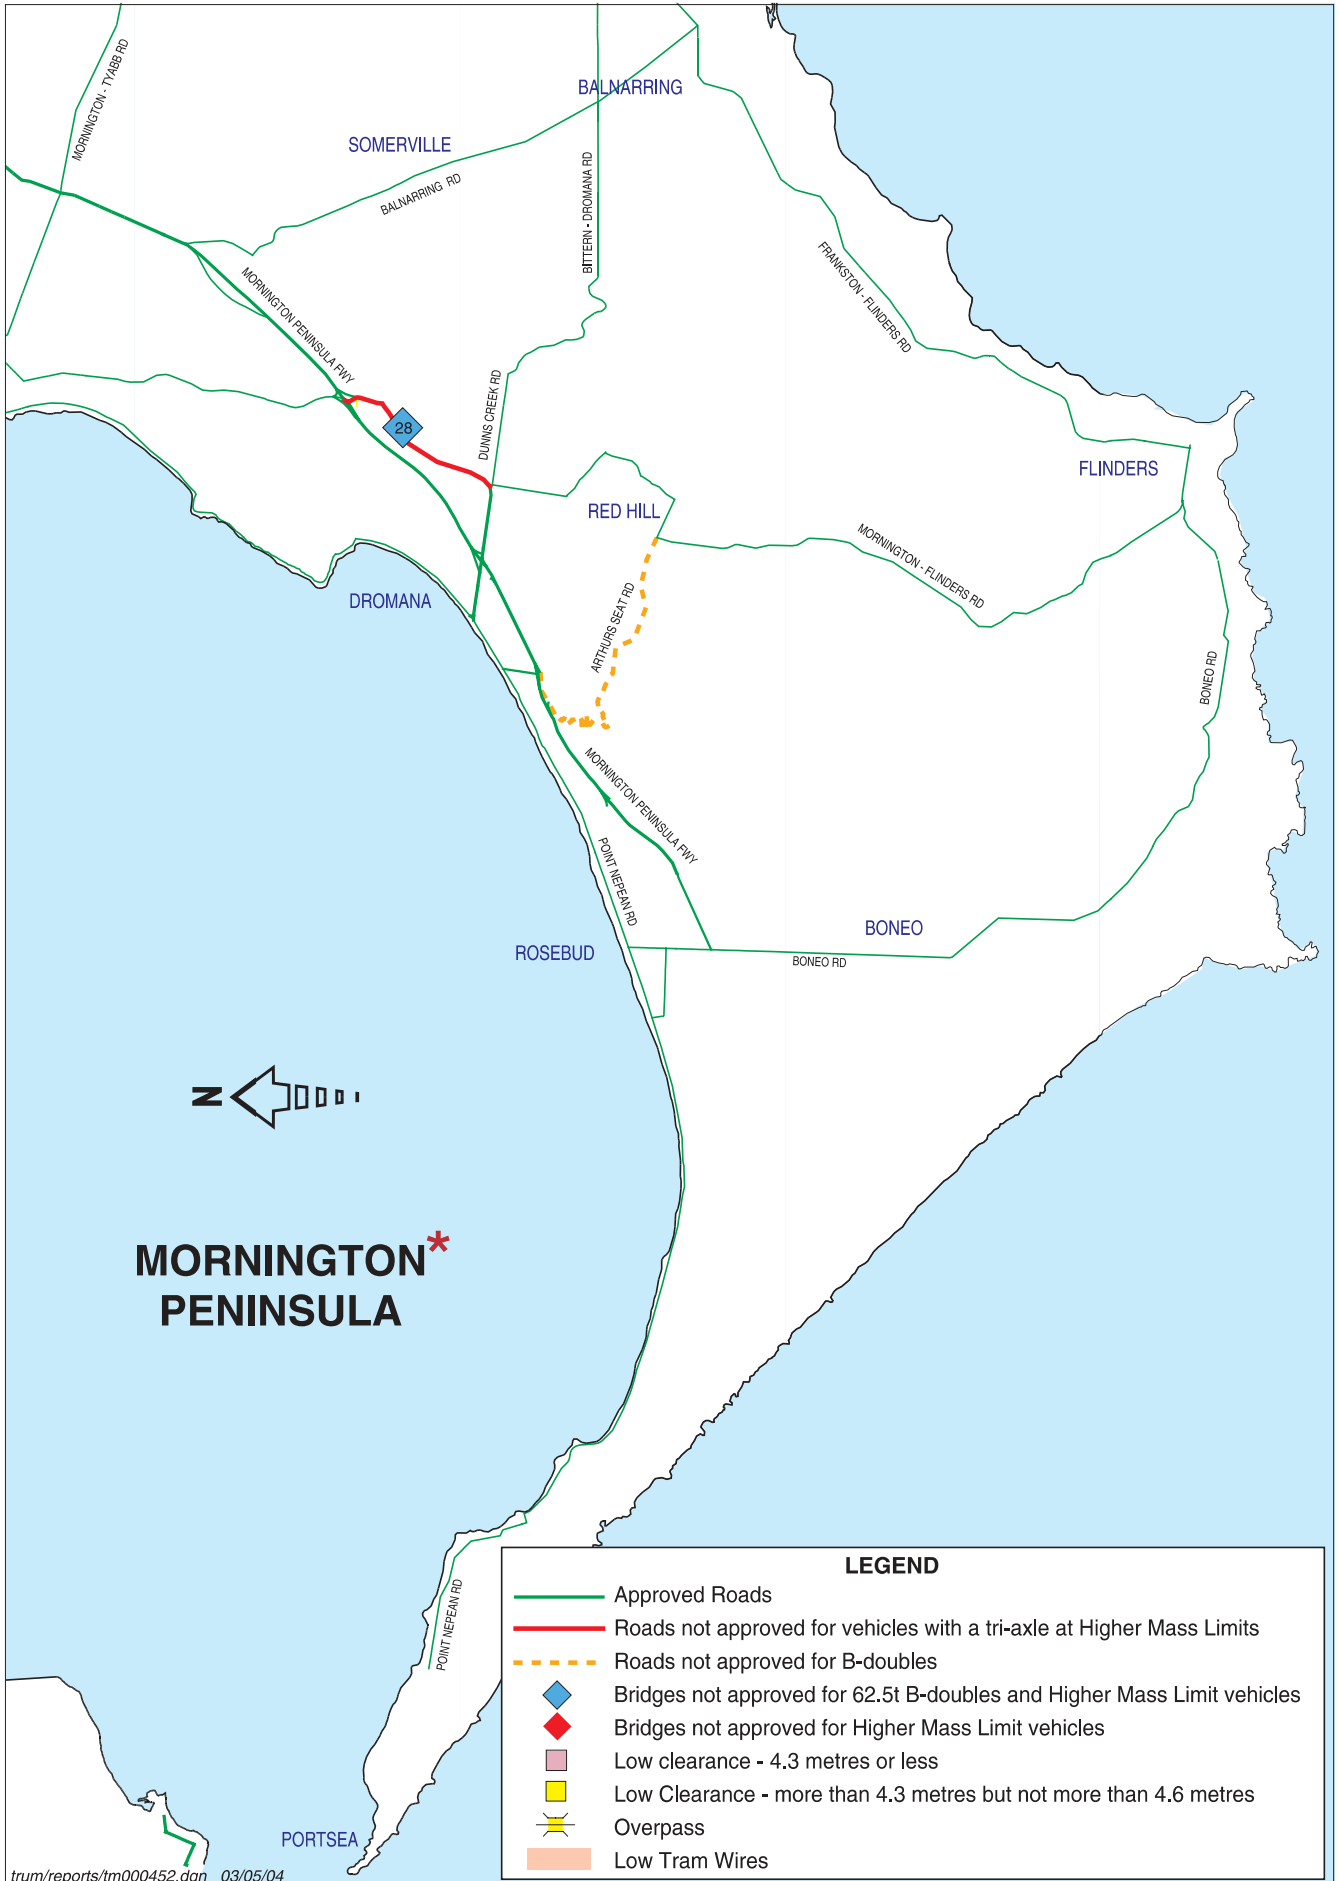 MORNINGTON - TYABB RD
BALNARRING
SOMERVILLE
BALNARRING RD
BITTERN - DROMANA RD
FRANKSTON - FLINDERS RD
MORNINGTON PENINSULA FWY
28
DUNNS CREEK RD
FLINDERS
RED HILL
MORNINGTON - FLINDERS RD
DROMANA
ARTHURS SEAT RD
BONEO RD
MORNINGTON PENINSULA FWY
POINT NEPEAN RD
BONEO
ROSEBUD
BONEO RD
N
MORNINGTON*
PENINSULA
POINT NEPEAN RD
PORTSEA
LEGEND
Approved Roads
Roads not approved for vehicles with a tri-axle at Higher Mass Limits
Roads not approved for B-doubles
Bridges not approved for 62.5t B-doubles and Higher Mass Limit vehicles
Bridges not approved for Higher Mass Limit vehicles
Low clearance - 4.3 metres or less
Low Clearance - more than 4.3 metres but not more than 4.6 metres
Overpass
Low Tram Wires
trum/reports/tm000452.dgn 03/05/04